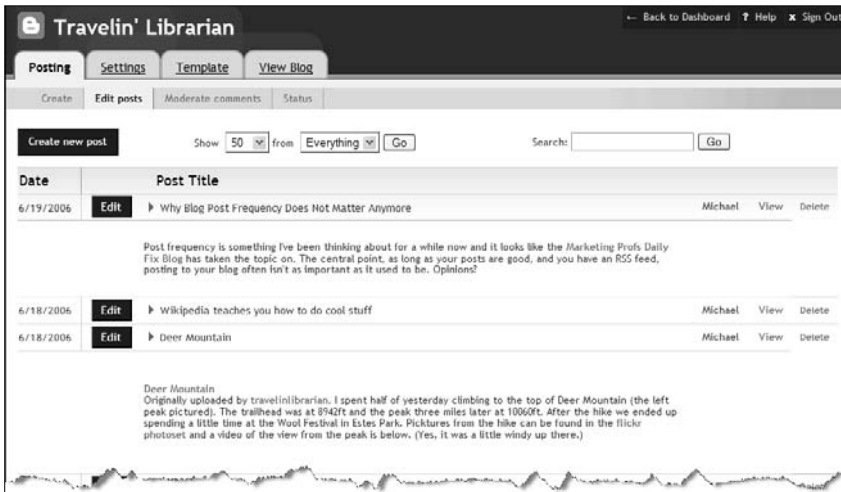 ← Back to Dashboard ? Help x Sign Out
Travelin' Librarian
Posting Settings Template View Blog
Create Edit posts Moderate comments Status
Create new post Show 50 from Everything Go Search: Go
Date Post Title
6/19/2006 Edit Why Blog Post Frequency Does Not Matter Anymore Michael View Delete
Post frequency is something I've been thinking about for a while now and it looks like the Marketing Profs Daily
Fix Blog has taken the topic on. The central point, as long as your posts are good, and you have an RSS feed,
posting to your blog often isn't as important as it used to be. Opinions?
6/18/2006 Edit Wikipedia teaches you how to do cool stuff Michael View Delete
6/18/2006 Edit Deer Mountain Michael View Delete
Deer Mountain
Originally uploaded by travelinlibrarian. I spent half of yesterday climbing to the top of Deer Mountain (the left
peak pictured). The trailhead was at 8942ft and the peak three miles later at 10060ft. After the hike we ended up
spending a little time at the Wool Festival in Estes Park. Picktures from the hike can be found in the flickr
photoset and a video of the view from the peak is below. (Yes, it was a little windy up there.)